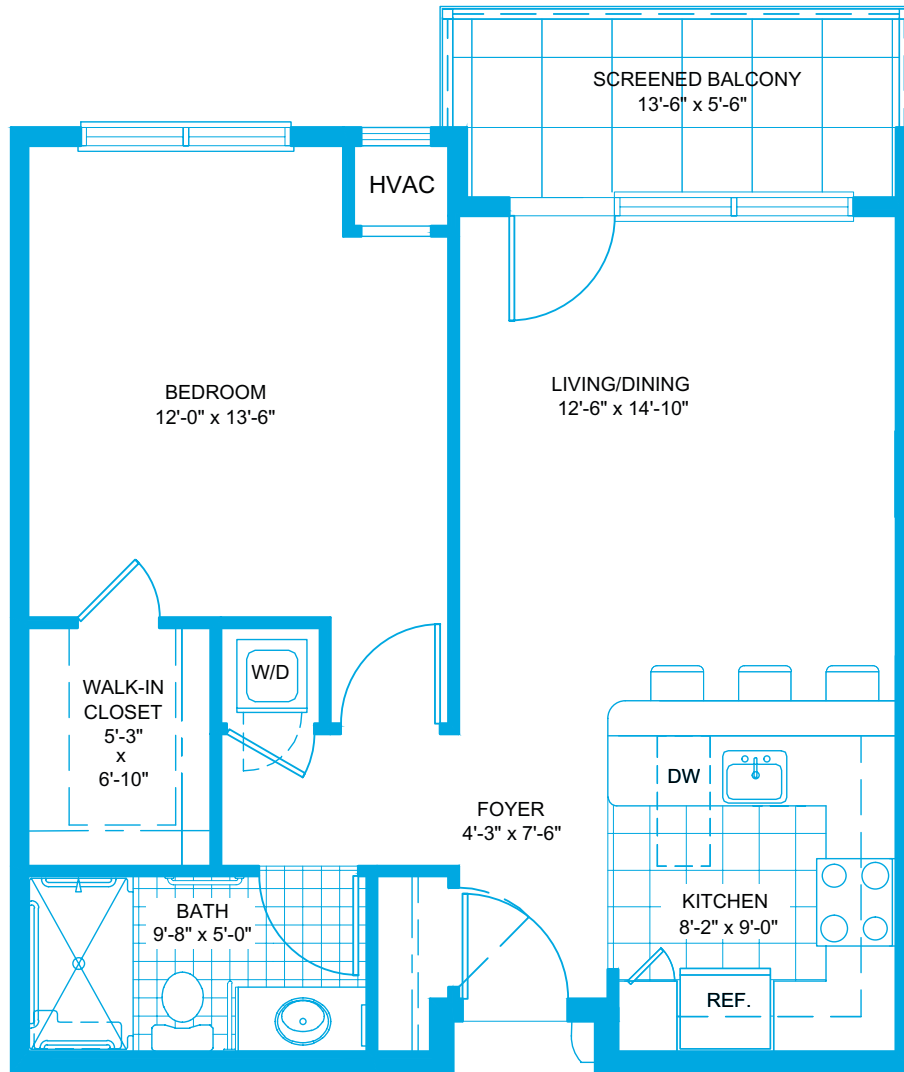 SCREENED BALCONY
13'-6" x 5'-6"
HVAC
BEDROOM
12'-0" x 13'-6"
LIVING/DINING
12'-6" x 14'-10"
W/D
WALK-IN
CLOSET
5'-3"
x
6'-10"
DW
FOYER
4'-3" x 7'-6"
BATH
9'-8" x 5'-0"
KITCHEN
8'-2" x 9'-0"
REF.